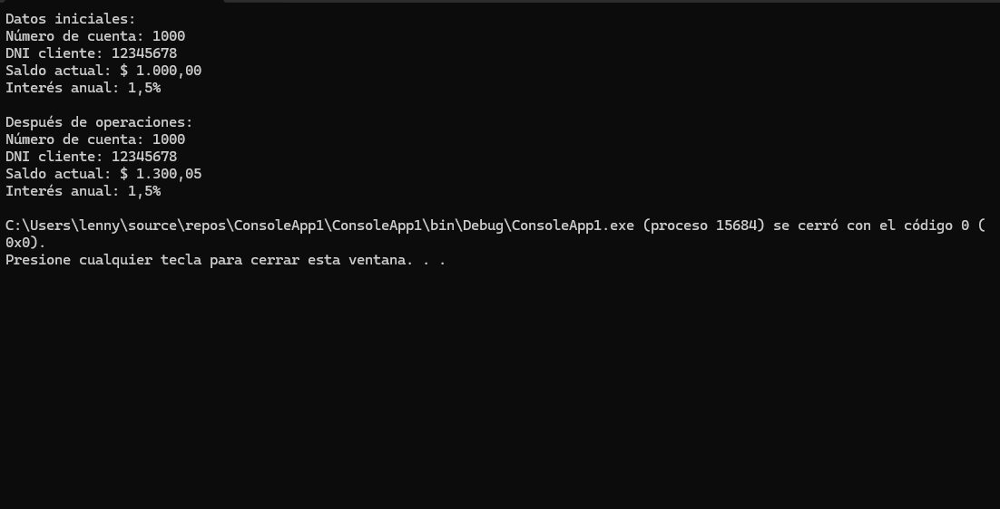 Datos iniciales:
Número de cuenta: 1000
DNI cliente: 12345678
Saldo actual: $ 1.000,00
Interés anual: 1,5%
Después de operaciones:
Número de cuenta: 1000
DNI cliente: 12345678
Saldo actual: $ 1.300,05
Interés anual: 1,5%
C:\Users\lenny\source\repos\ConsoleApp1\ConsoleApp1\bin\Debug\ConsoleApp1.exe (proceso 15684) se cerró con el código 0 (
0x0).
Presione cualquier tecla para cerrar esta ventana. . .